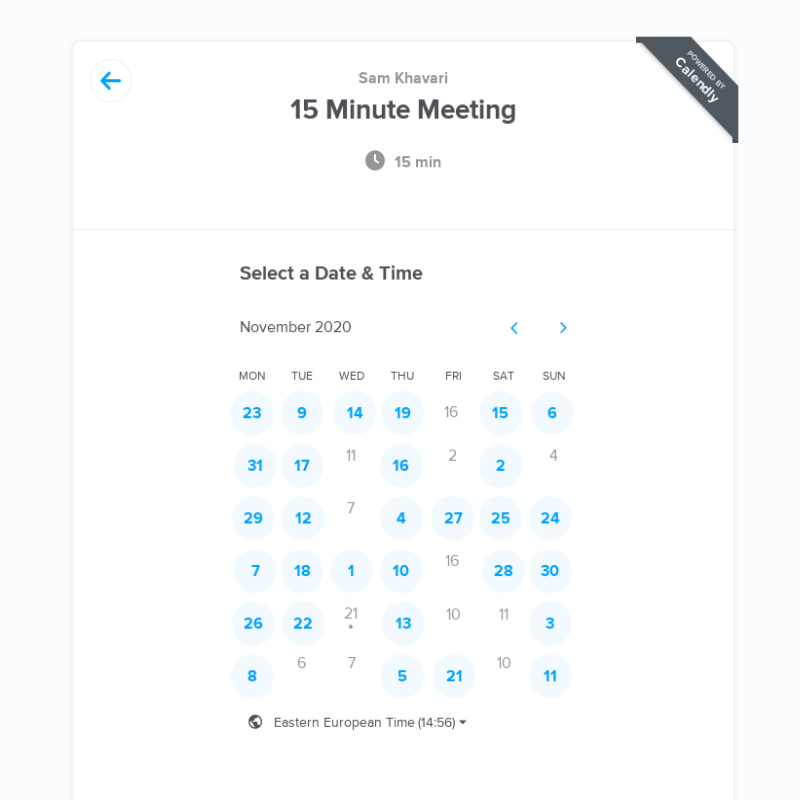 POWERED BY
Calendly
Sam Khavari
15 Minute Meeting
15 min
Select a Date & Time
November 2020
MON TUE WED THU FRI SAT SUN
23 9 14 19 16 15 6
31 17 11 16 2 2 4
29 12 7 4 27 25 24
7 18 1 10 16 28 30
26 22 21 13 10 11 3
8 6 7 5 21 10 11
Eastern European Time (14:56)